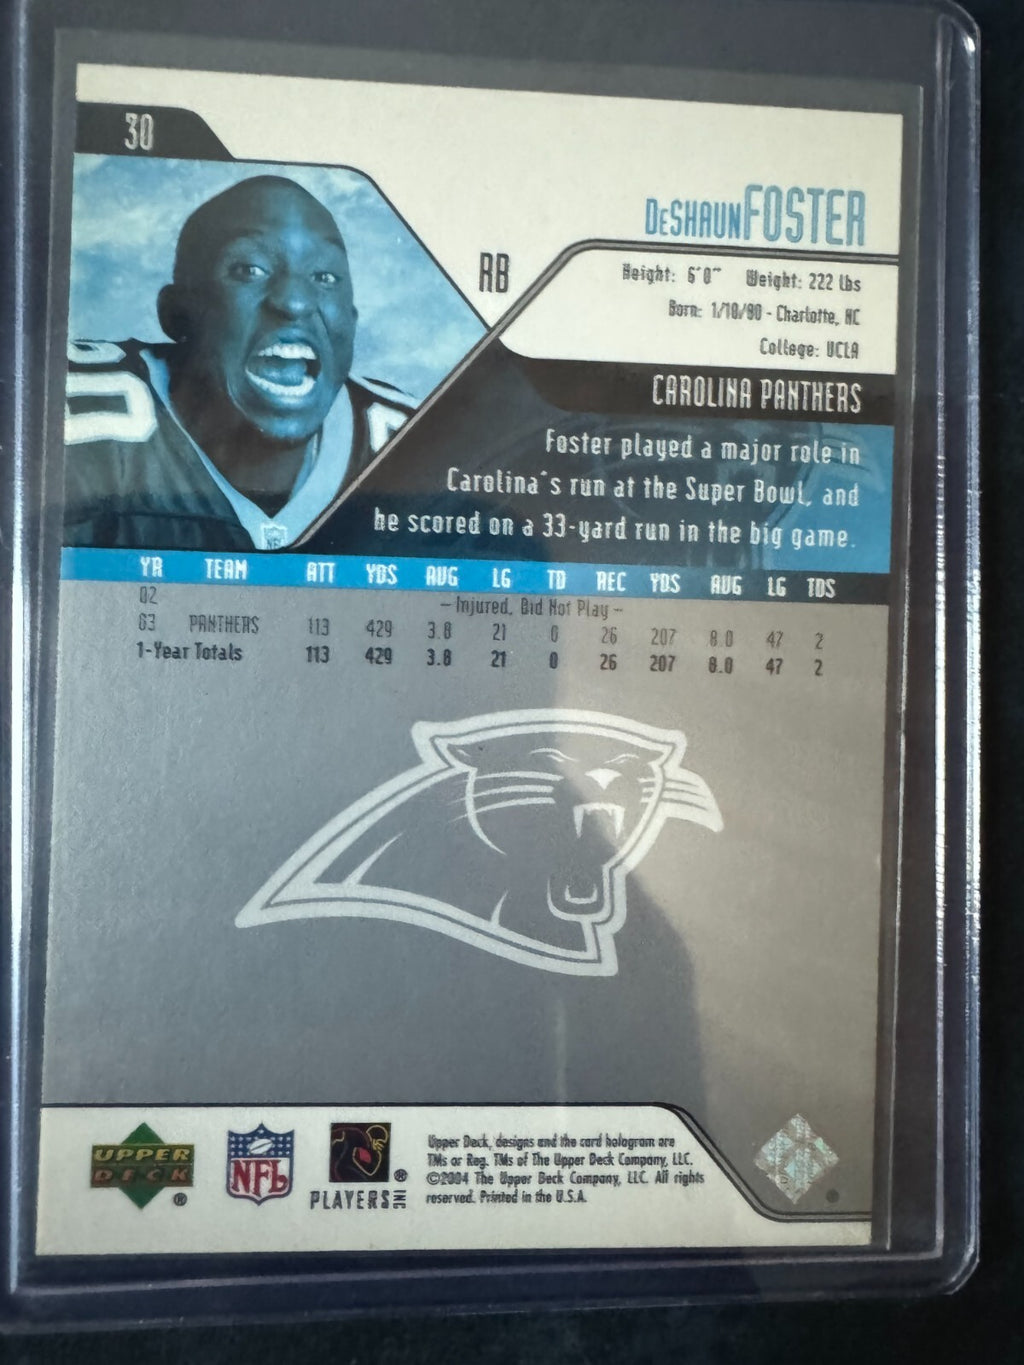 30
DeSHAUN FOSTER
RB
Height: 6'0" Weight: 222 lbs
Born: 1/10/80 - Charlotte, NC
College: UCLA
CAROLINA PANTHERS
Foster played a major role in
Carolina's run at the Super Bowl, and
he scored on a 33-yard run in the big game.
YR TEAM ATT YDS AVG LG TD REC YDS AVG LG TDS
02 – Injured, Did Not Play –
03 PANTHERS 113 429 3.8 21 0 26 207 8.0 47 2
1-Year Totals 113 429 3.8 21 0 26 207 8.0 47 2
UPPER
DECK
®
NFL
PLAYERS INC ®
Upper Deck, designs and the card hologram are
TMs or Reg. TMs of The Upper Deck Company, LLC.
©2004 The Upper Deck Company, LLC. All rights
reserved. Printed in the U.S.A.